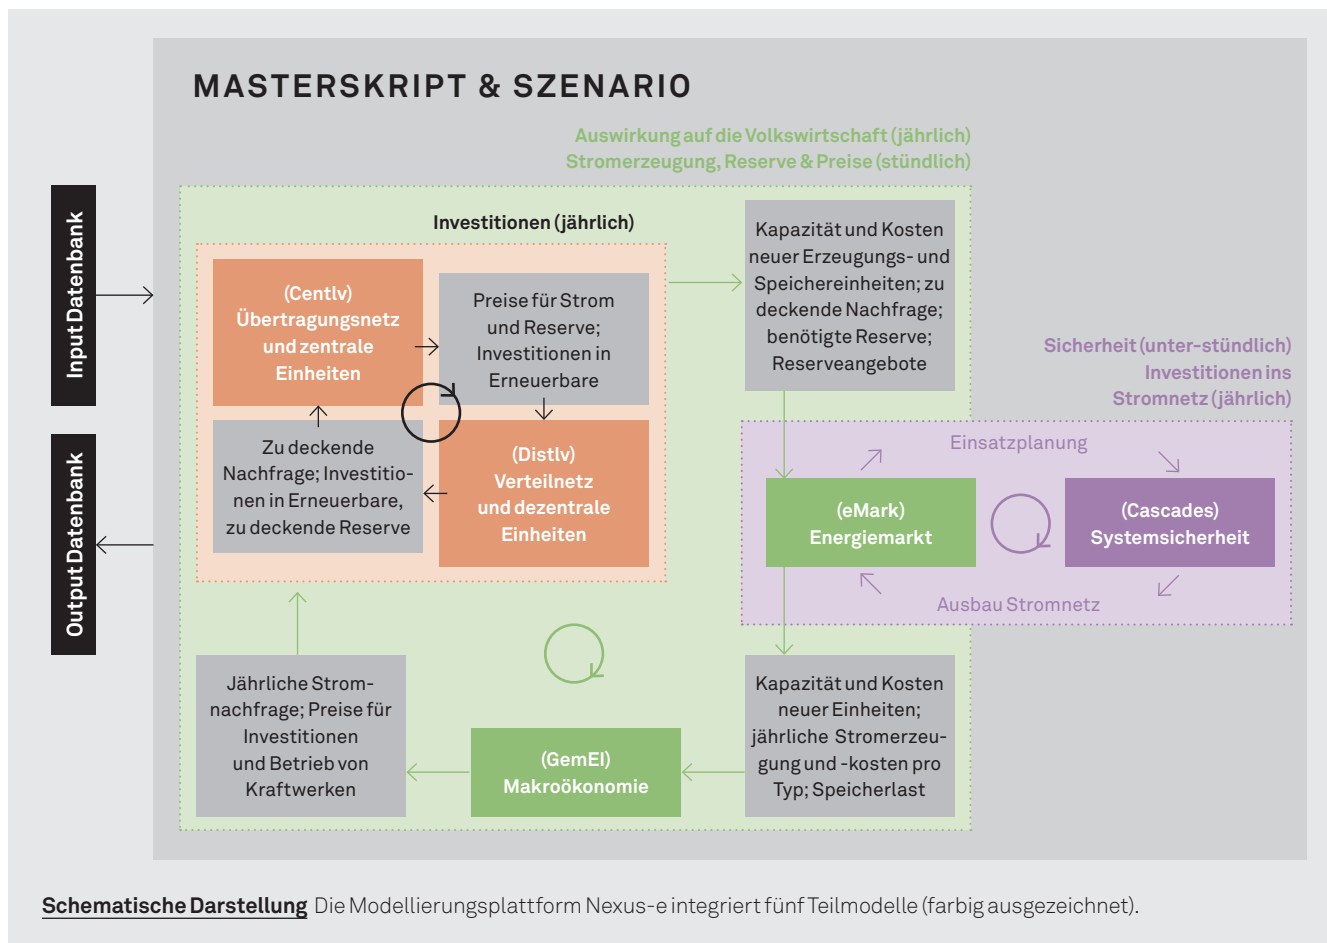 MASTERSKRIPT & SZENARIO
Auswirkung auf die Volkswirtschaft (jährlich)
Stromerzeugung, Reserve & Preise (stündlich)
Input Datenbank
Output Datenbank
Investitionen (jährlich)
(CentIv)
Übertragungsnetz
und zentrale
Einheiten
Preise für Strom
und Reserve;
Investitionen in
Erneuerbare
Zu deckende
Nachfrage; Investitio-
nen in Erneuerbare,
zu deckende Reserve
(DistIv)
Verteilnetz
und dezentrale
Einheiten
Kapazität und Kosten
neuer Erzeugungs- und
Speichereinheiten; zu
deckende Nachfrage;
benötigte Reserve;
Reserveangebote
Sicherheit (unter-stündlich)
Investitionen ins
Stromnetz (jährlich)
Einsatzplanung
(eMark)
Energiemarkt
(Cascades)
Systemsicherheit
Ausbau Stromnetz
Jährliche Strom-
nachfrage; Preise für
Investitionen
und Betrieb von
Kraftwerken
(GemEI)
Makroökonomie
Kapazität und Kosten
neuer Einheiten;
jährliche Stromerzeu-
gung und -kosten pro
Typ; Speicherlast
Schematische Darstellung Die Modellierungsplattform Nexus-e integriert fünf Teilmodelle (farbig ausgezeichnet).